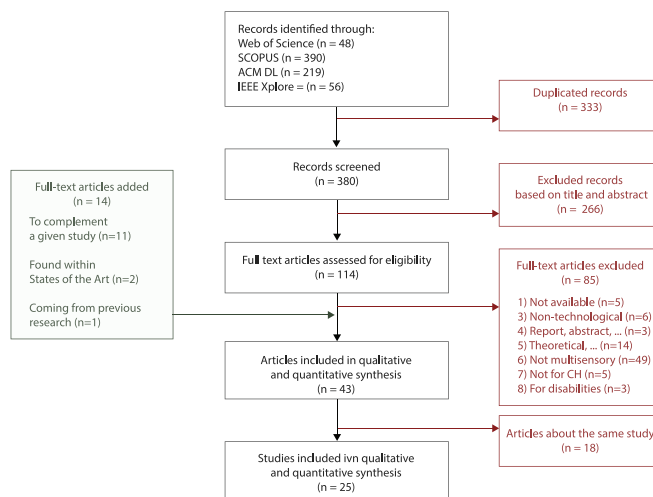 Records identified through:
Web of Science (n = 48)
SCOPUS (n = 390)
ACM DL (n = 219)
IEEE Xplore = (n = 56)
Duplicated records
(n = 333)
Records screened
(n = 380)
Excluded records
based on title and abstract
(n = 266)
Full-text articles added
(n = 14)
To complement
a given study (n=11)
Found within
States of the Art (n=2)
Coming from previous
research (n=1)
Full text articles assessed for eligibility
(n = 114)
Full-text articles excluded
(n = 85)
1) Not available (n=5)
3) Non-technological (n=6)
4) Report, abstract, ... (n=3)
5) Theoretical, ... (n=14)
6) Not multisensory (n=49)
7) Not for CH (n=5)
8) For disabilities (n=3)
Articles included in qualitative
and quantitative synthesis
(n = 43)
Articles about the same study
(n = 18)
Studies included ivn qualitative
and quantitative synthesis
(n = 25)